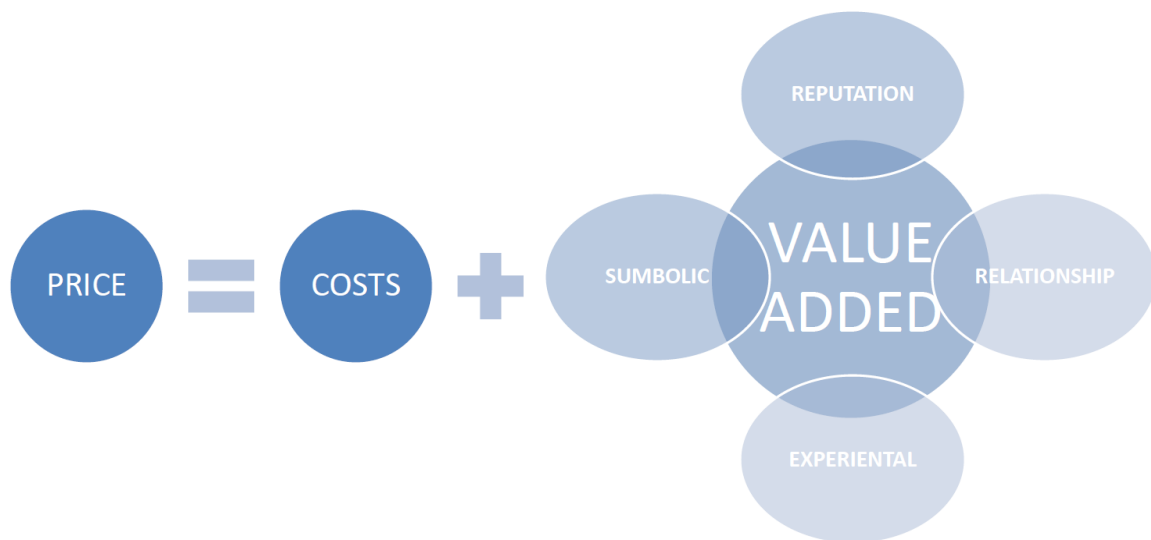 REPUTATION
PRICE
=
COSTS
+
SUMBOLIC
VALUE
ADDED
RELATIONSHIP
EXPERIENTAL